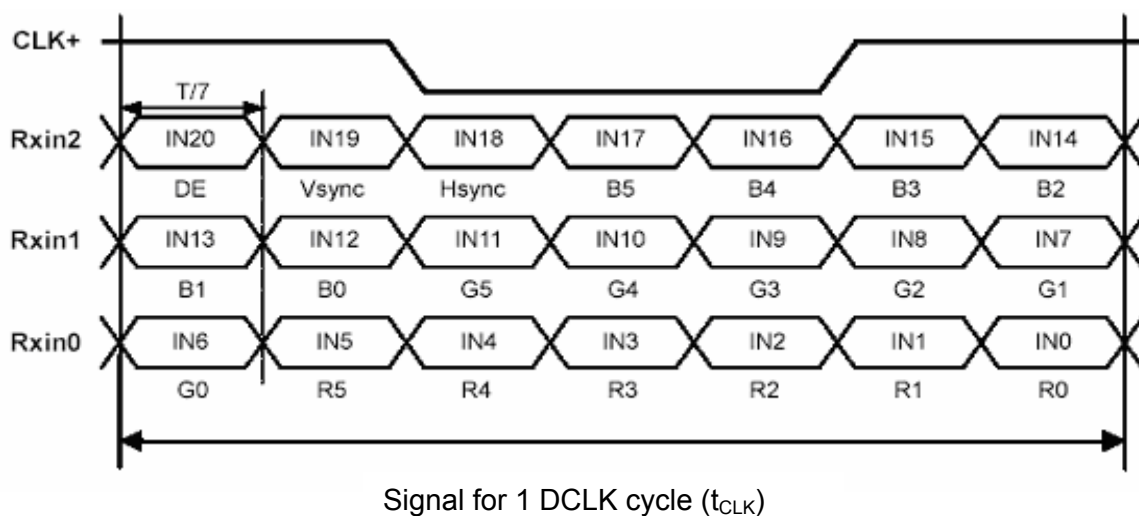 CLK+
T/7
Rxin2 IN20 IN19 IN18 IN17 IN16 IN15 IN14
DE Vsync Hsync B5 B4 B3 B2
Rxin1 IN13 IN12 IN11 IN10 IN9 IN8 IN7
B1 B0 G5 G4 G3 G2 G1
Rxin0 IN6 IN5 IN4 IN3 IN2 IN1 IN0
G0 R5 R4 R3 R2 R1 R0
Signal for 1 DCLK cycle (tCLK)